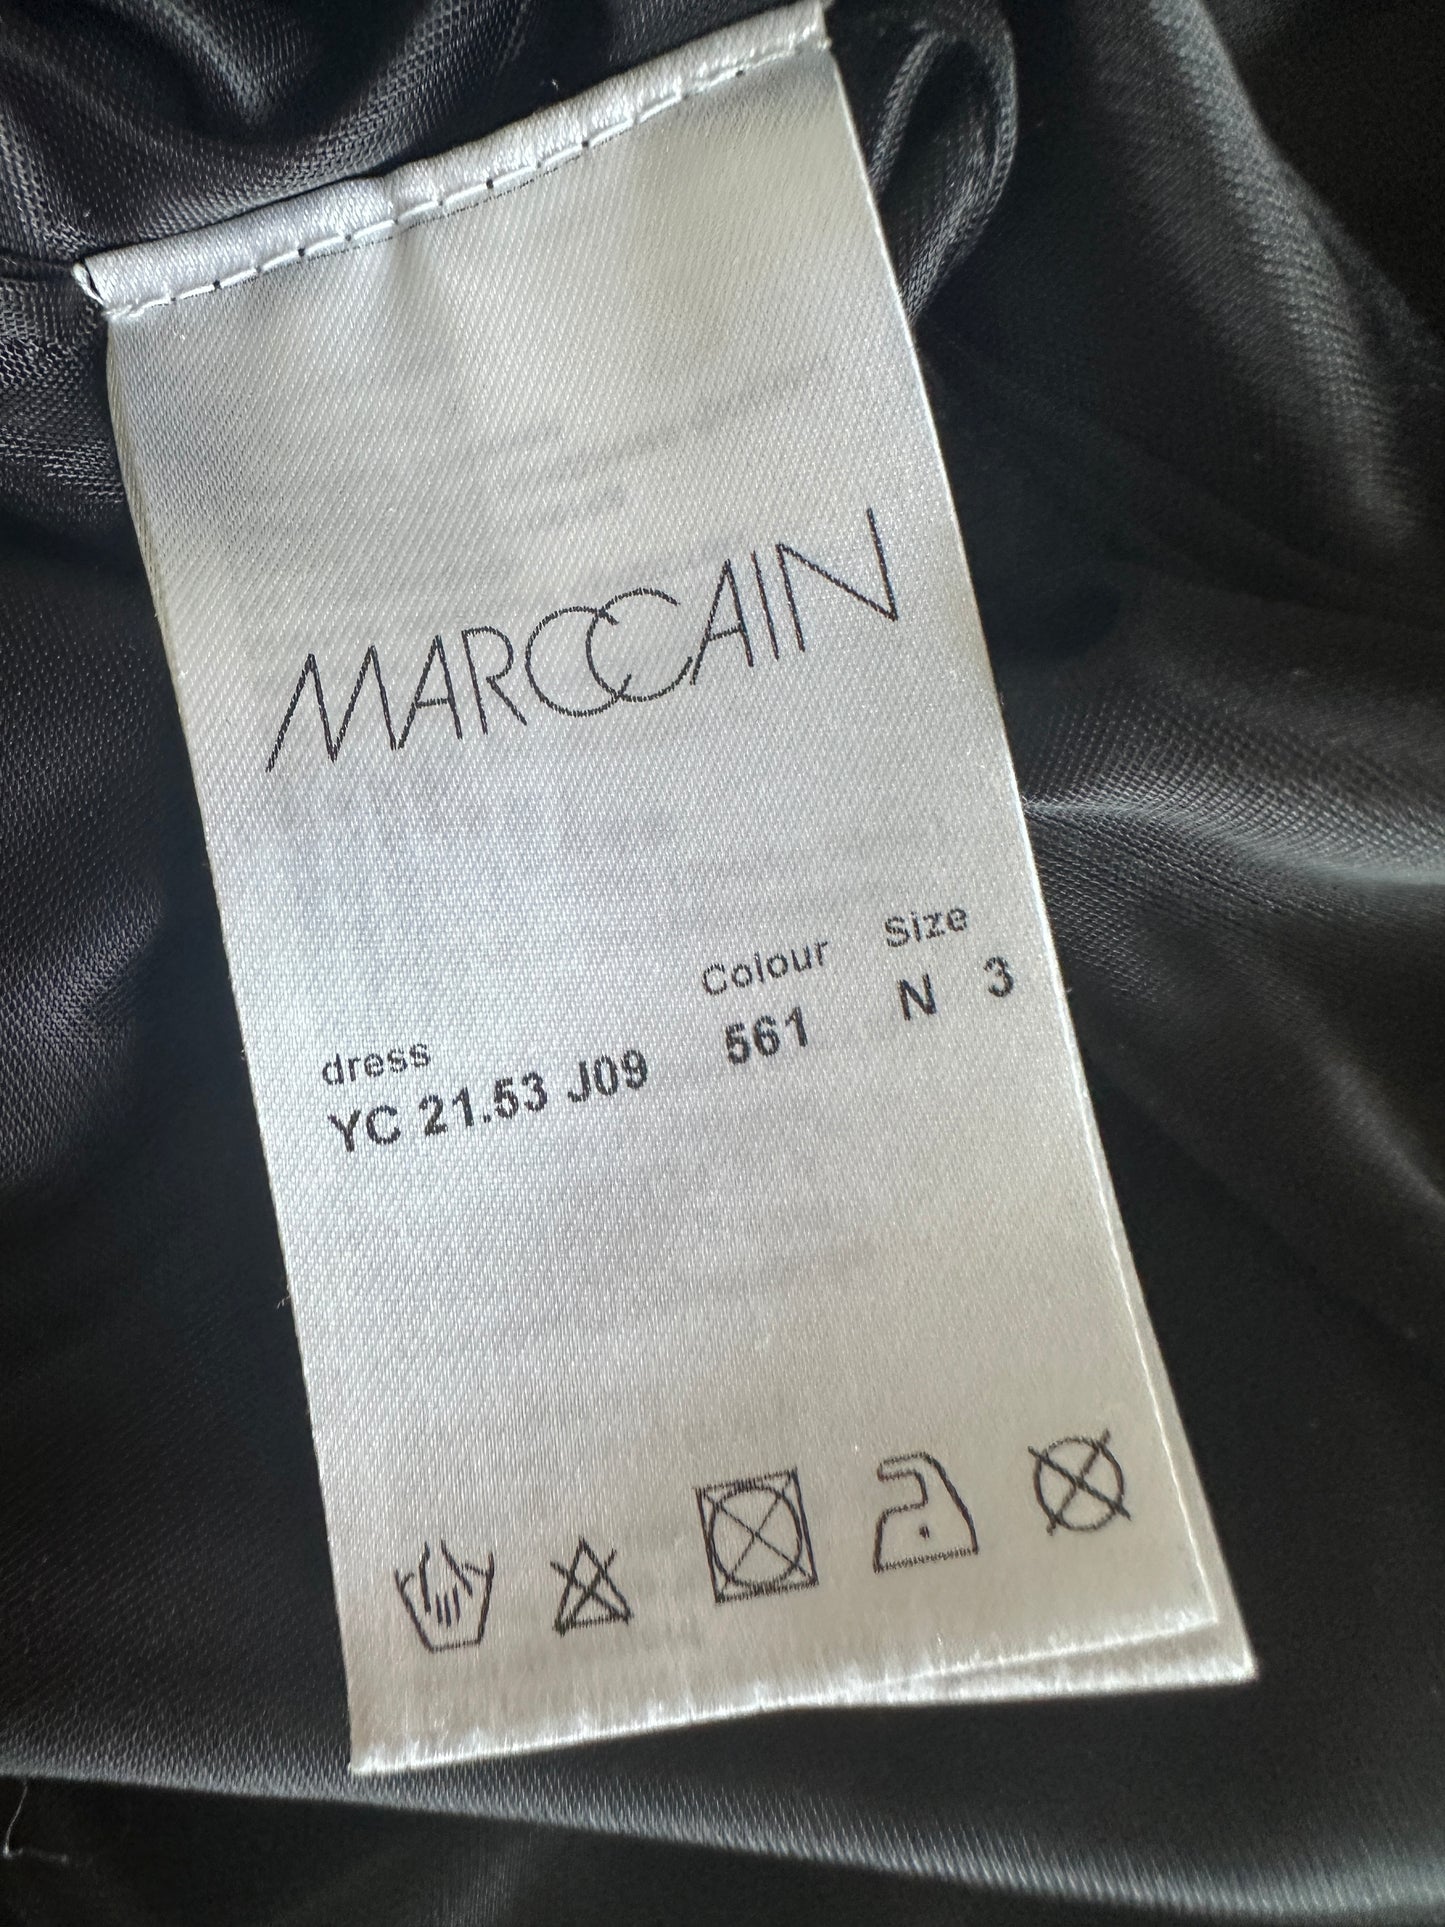 MARCCAIN
Colour Size
dress 561 N 3
YC 21.53 J09